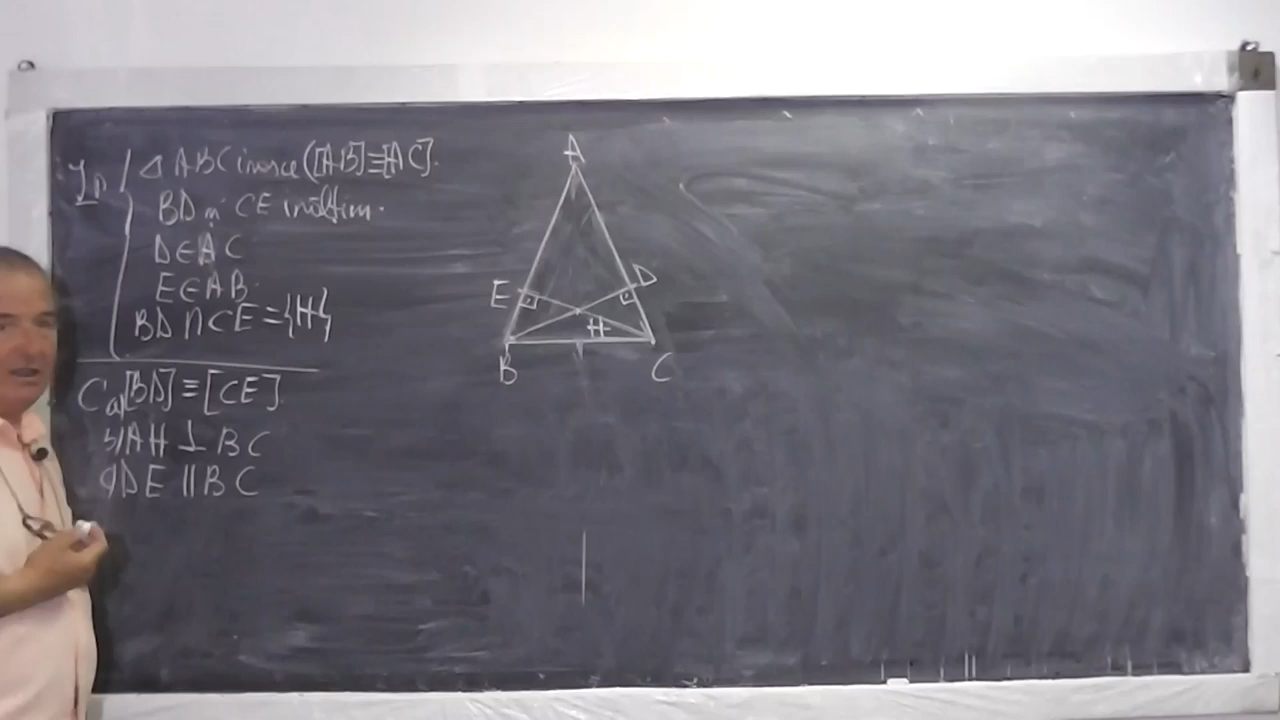 Ip △ABC isosc ([AB]≡[AC].
BD și CE înălțim.
D∈AC
E∈AB.
BD∩CE={H}
C a)[BD]≡[CE].
b)AH⊥BC
c)DE∥BC
A
E
D
H
B
C